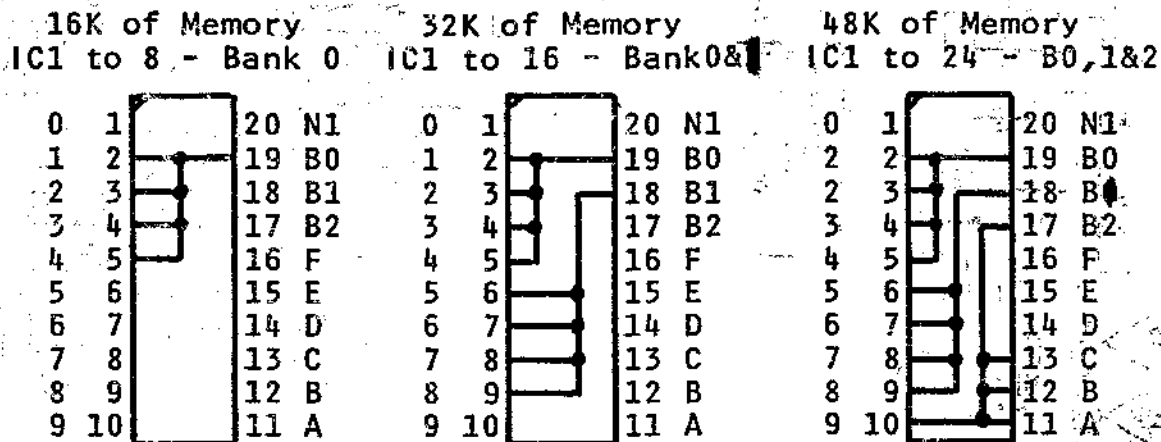 16K of Memory
IC1 to 8 - Bank 0
0 1 20 N1
1 2 19 B0
2 3 18 B1
3 4 17 B2
4 5 16 F
5 6 15 E
6 7 14 D
7 8 13 C
8 9 12 B
9 10 11 A
32K of Memory
IC1 to 16 - Bank0&
0 1 20 N1
1 2 19 B0
2 3 18 B1
3 4 17 B2
4 5 16 F
5 6 15 E
6 7 14 D
7 8 13 C
8 9 12 B
9 10 11 A
48K of Memory
IC1 to 24 - B0,1&2
0 1 20 N1
2 2 19 B0
2 3 18 B
3 4 17 B2
4 5 16 F
5 6 15 E
6 7 14 D
7 8 13 C
8 9 12 B
9 10 11 A